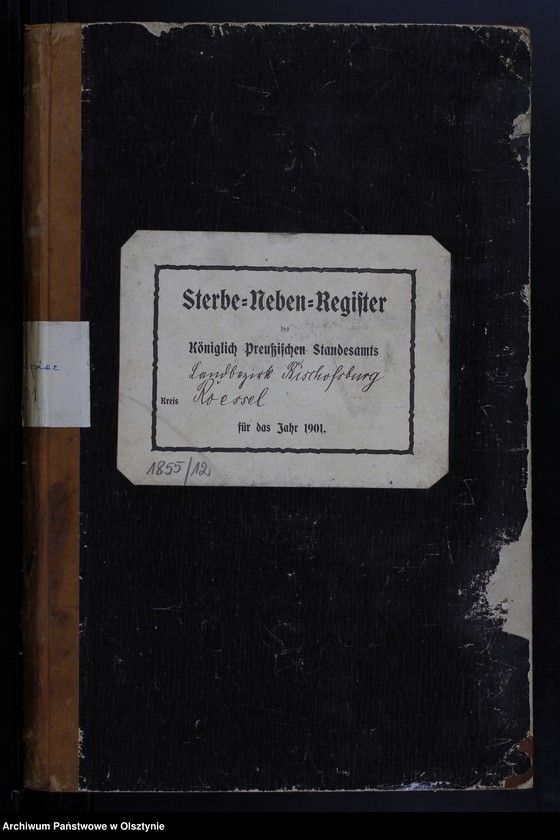 Sterbe=Neben=Register
des
Königlich Preußischen Standesamts
Landbezirk Bischofsburg
Kreis Roessel
für das Jahr 1901.
1855/12
1
Archiwum Państwowe w Olsztynie